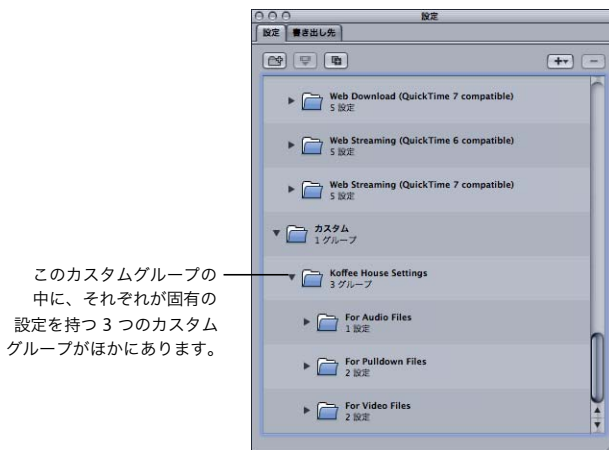 設定
設定
書き出し先
Web Download (QuickTime 7 compatible)
5 設定
Web Streaming (QuickTime 6 compatible)
5 設定
Web Streaming (QuickTime 7 compatible)
5 設定
カスタム
1 グループ
Koffee House Settings
3 グループ
For Audio Files
1 設定
For Pulldown Files
2 設定
For Video Files
2 設定
このカスタムグループの
中に、それぞれが固有の
設定を持つ 3 つのカスタム
グループがほかにあります。